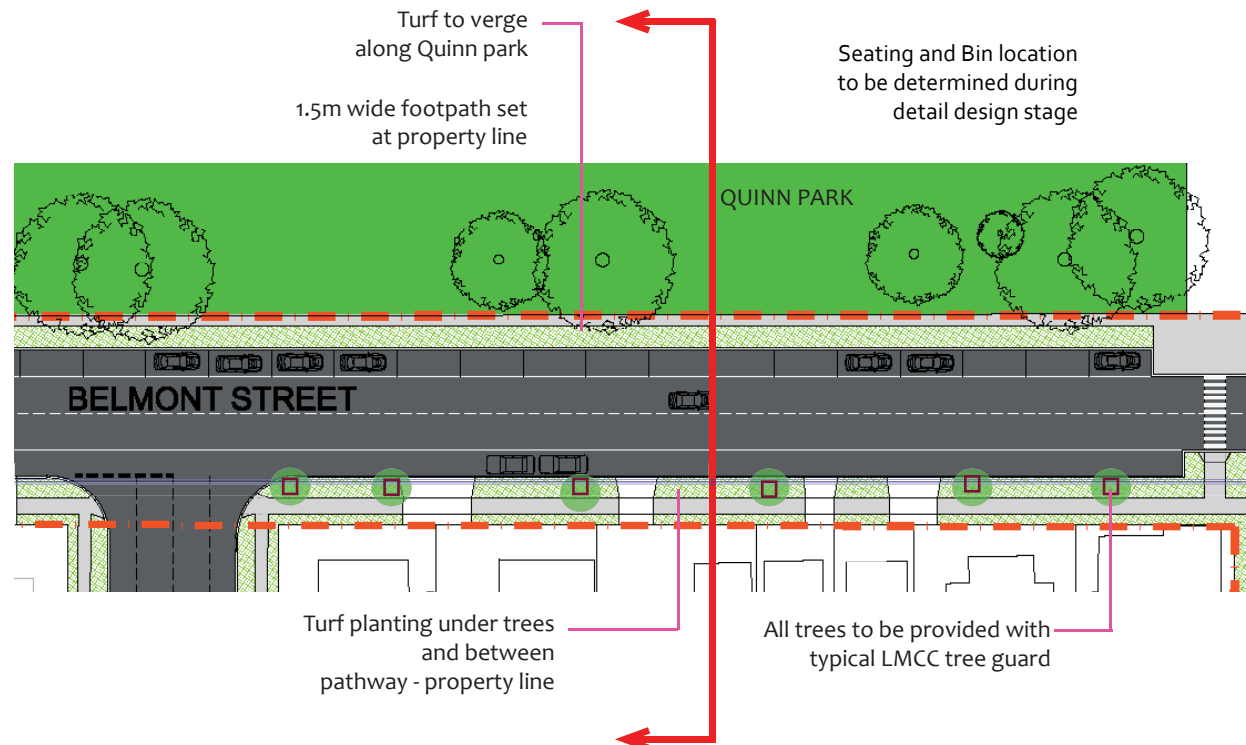 Turf to verge
along Quinn park
1.5m wide footpath set
at property line
Seating and Bin location
to be determined during
detail design stage
QUINN PARK
BELMONT STREET
Turf planting under trees
and between
pathway - property line
All trees to be provided with
typical LMCC tree guard